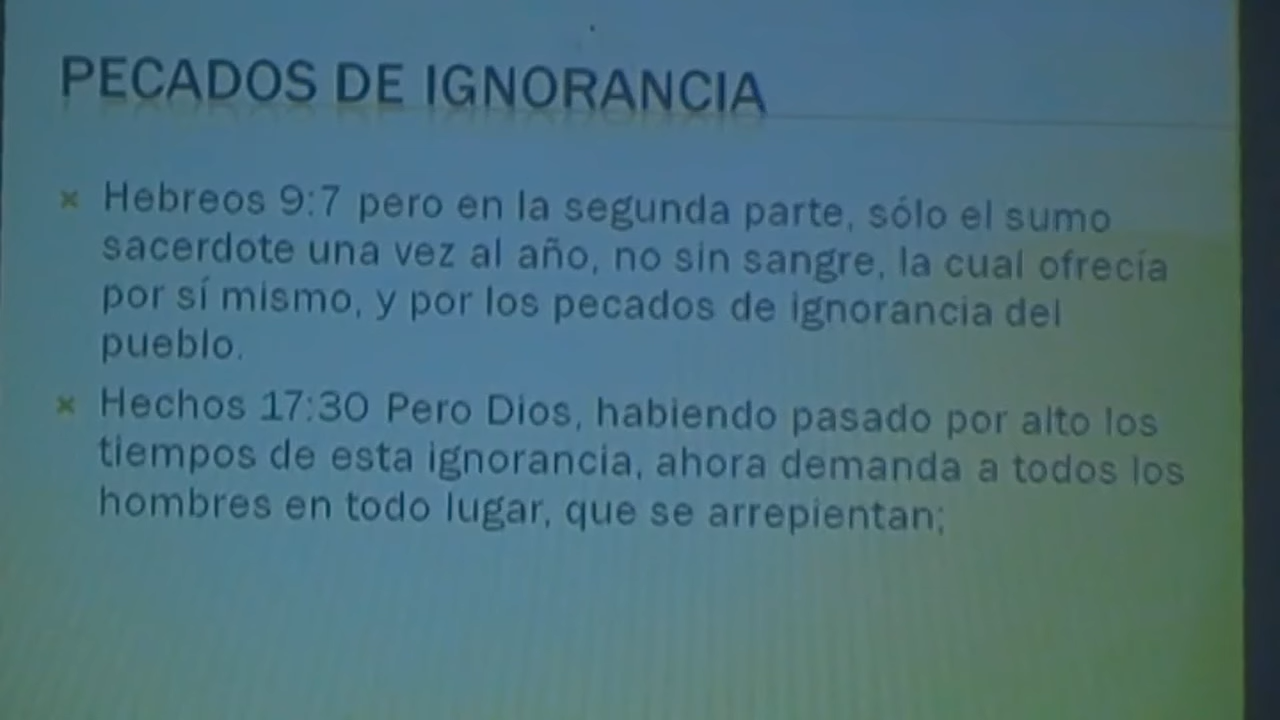 PECADOS DE IGNORANCIA
Hebreos 9:7 pero en la segunda parte, sólo el sumo
sacerdote una vez al año, no sin sangre, la cual ofrecía
por sí mismo, y por los pecados de ignorancia del
pueblo.
Hechos 17:30 Pero Dios, habiendo pasado por alto los
tiempos de esta ignorancia, ahora demanda a todos los
hombres en todo lugar, que se arrepientan;